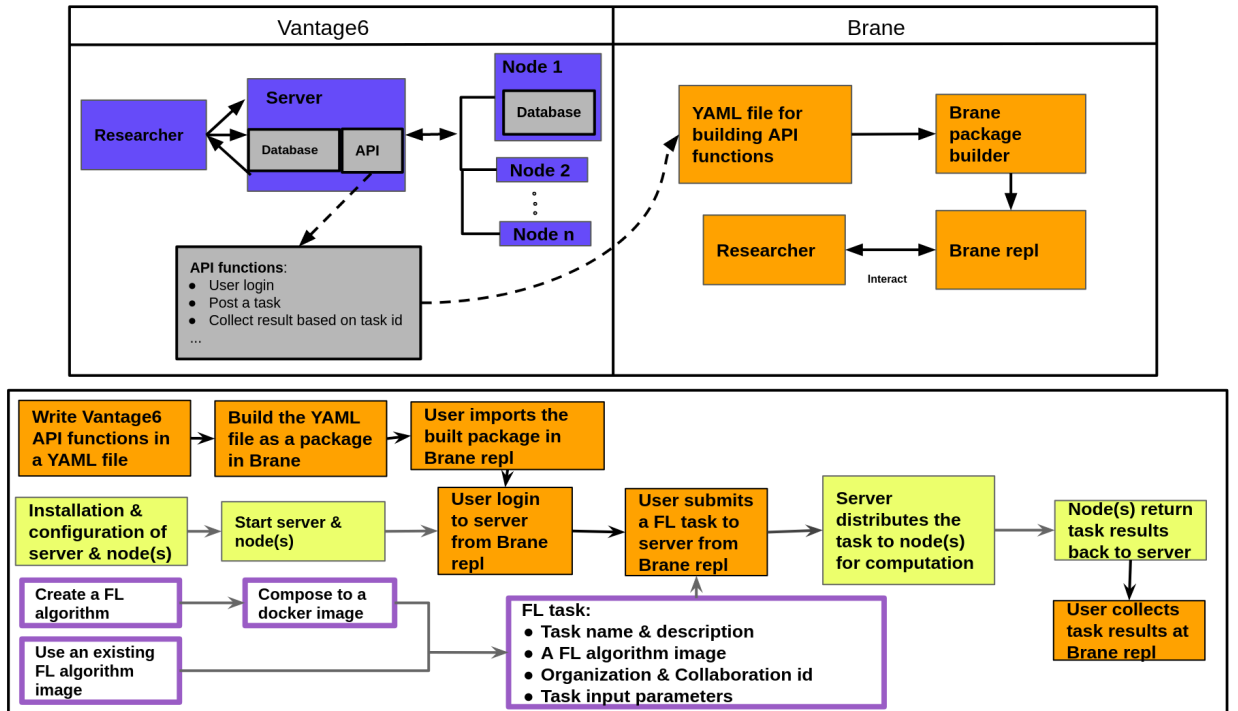 Vantage6
Brane
Researcher
Server
Database
API
Node 1
Database
Node 2
Node n
API functions:
● User login
● Post a task
● Collect result based on task id
...
YAML file for
building API
functions
Brane
package
builder
Researcher
Interact
Brane repl
Write Vantage6
API functions in
a YAML file
Build the YAML
file as a package
in Brane
User imports the
built package in
Brane repl
Installation &
configuration of
server & node(s)
Start server &
node(s)
User login
to server
from Brane
repl
User submits
a FL task to
server from
Brane repl
Server
distributes the
task to node(s)
for computation
Node(s) return
task results
back to server
Create a FL
algorithm
Compose to a
docker image
Use an existing
FL algorithm
image
FL task:
● Task name & description
● A FL algorithm image
● Organization & Collaboration id
● Task input parameters
User collects
task results at
Brane repl